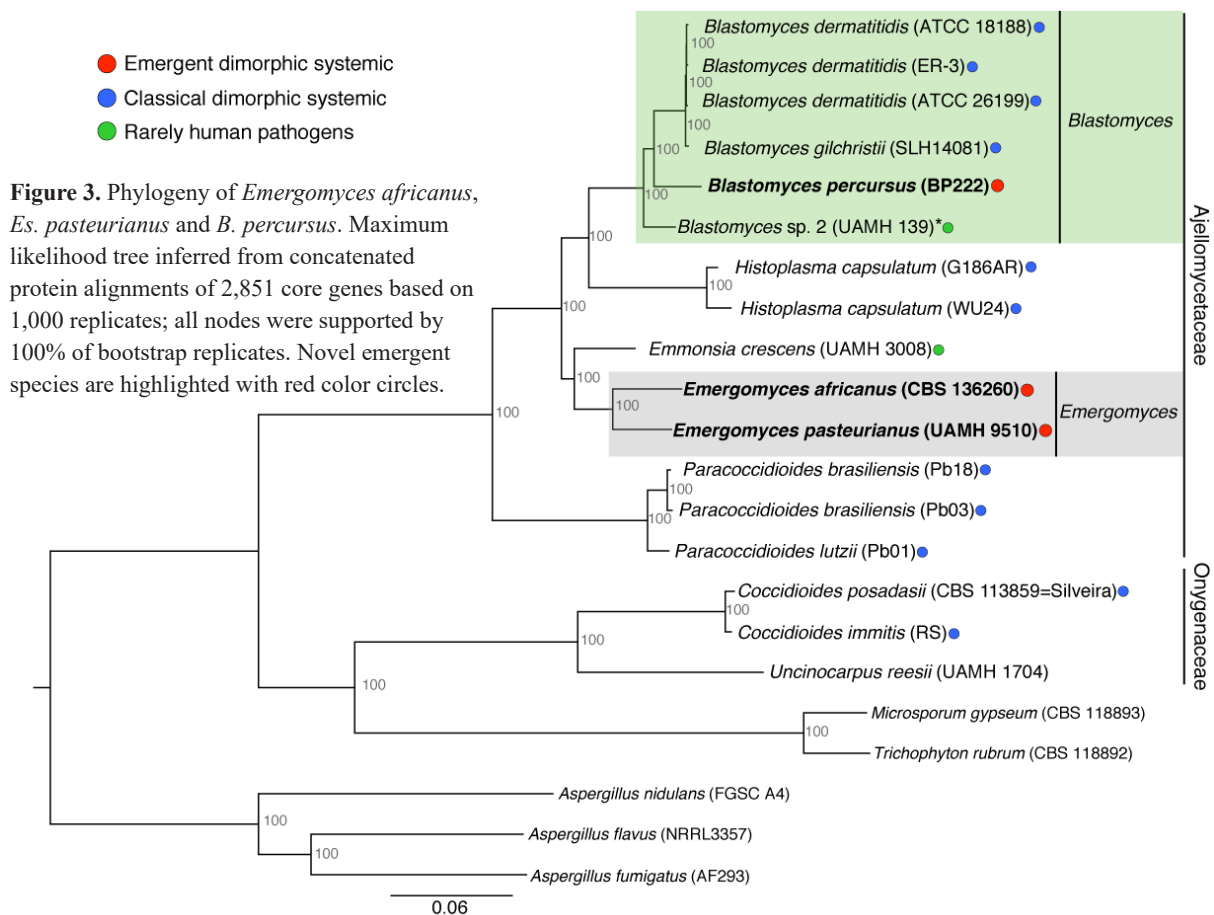 Emergent dimorphic systemic
Classical dimorphic systemic
Rarely human pathogens
Figure 3. Phylogeny of Emergomyces africanus,
Es. pasteurianus and B. percursus. Maximum
likelihood tree inferred from concatenated
protein alignments of 2,851 core genes based on
1,000 replicates; all nodes were supported by
100% of bootstrap replicates. Novel emergent
species are highlighted with red color circles.
Blastomyces dermatitidis (ATCC 18188)
100
Blastomyces dermatitidis (ER-3)
100
Blastomyces dermatitidis (ATCC 26199)
100
Blastomyces gilchristii (SLH14081)
100
Blastomyces percursus (BP222)
100
Blastomyces sp. 2 (UAMH 139)*
Blastomyces
100
Histoplasma capsulatum (G186AR)
100
Histoplasma capsulatum (WU24)
100
Emmonsia crescens (UAMH 3008)
100
Emergomyces africanus (CBS 136260)
100
Emergomyces pasteurianus (UAMH 9510)
Emergomyces
100
Paracoccidioides brasiliensis (Pb18)
100
Paracoccidioides brasiliensis (Pb03)
100
Paracoccidioides lutzii (Pb01)
Ajellomycetaceae
Coccidioides posadasii (CBS 113859=Silveira)
100
Coccidioides immitis (RS)
100
Uncinocarpus reesii (UAMH 1704)
Onygenaceae
100
Microsporum gypseum (CBS 118893)
100
Trichophyton rubrum (CBS 118892)
Aspergillus nidulans (FGSC A4)
100
Aspergillus flavus (NRRL3357)
100
Aspergillus fumigatus (AF293)
0.06